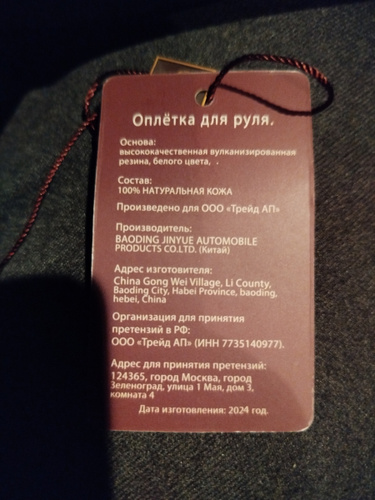 Оплётка для руля.
Основа:
высококачественная вулканизированная
резина, белого цвета, .
Состав:
100% НАТУРАЛЬНАЯ КОЖА
Произведено для ООО «Трейд АП»
Производитель:
BAODING JINYUE AUTOMOBILE
PRODUCTS CO.LTD. (Китай)
Адрес изготовителя:
China Gong Wei Village, Li County,
Baoding City, Habei Province, baoding,
hebei, China
Организация для принятия
претензий в РФ:
ООО «Трейд АП» (ИНН 7735140977).
Адрес для принятия претензий:
124365, город Москва, город
Зеленоград, улица 1 Мая, дом 3,
комната 4
Дата изготовления: 2024 год.